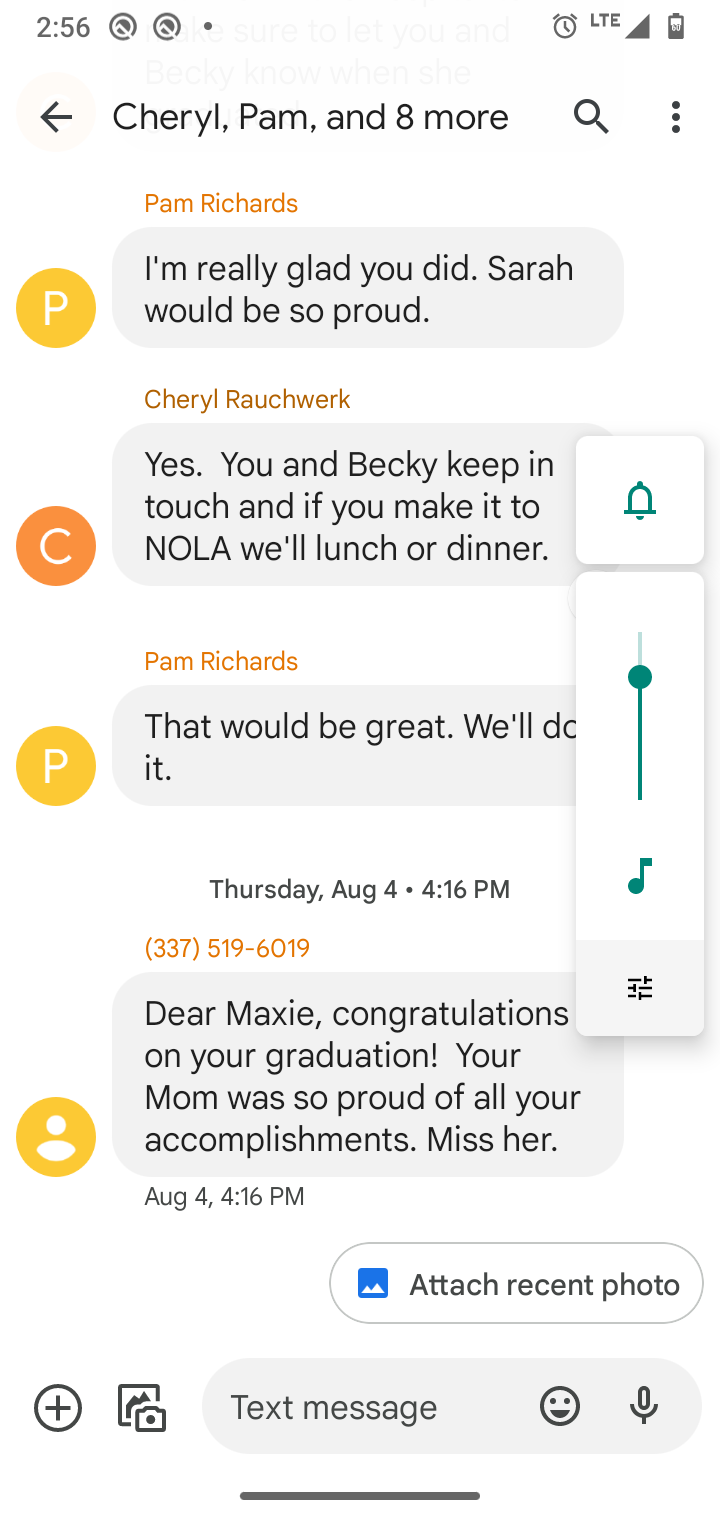 2:56
LTE
make sure to let you and
Becky know when she
Cheryl, Pam, and 8 more
Pam Richards
I'm really glad you did. Sarah
would be so proud.
P
Cheryl Rauchwerk
Yes. You and Becky keep in
touch and if you make it to
NOLA we'll lunch or dinner.
C
Pam Richards
That would be great. We'll do
it.
P
Thursday, Aug 4 • 4:16 PM
(337) 519-6019
Dear Maxie, congratulations
on your graduation! Your
Mom was so proud of all your
accomplishments. Miss her.
Aug 4, 4:16 PM
Attach recent photo
Text message